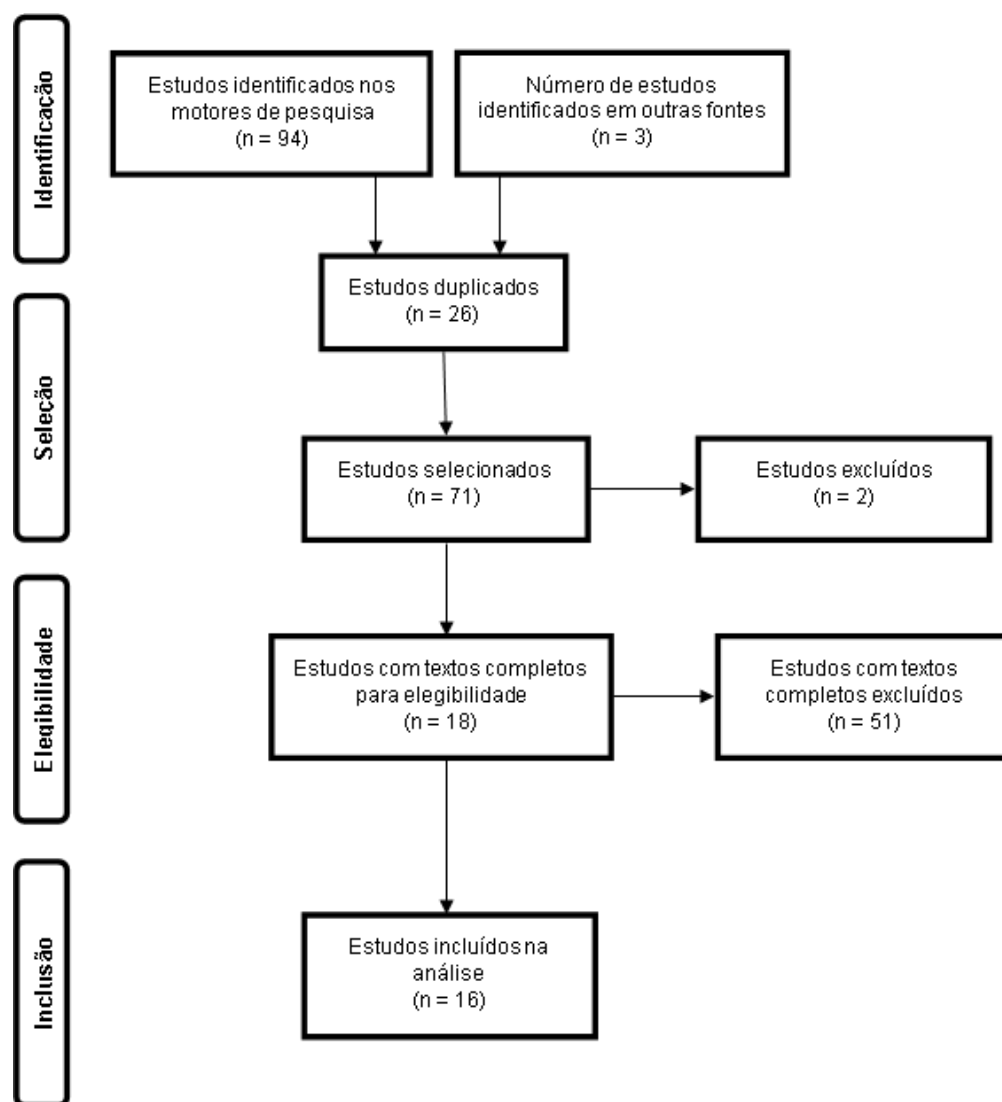 Identificação
Estudos identificados nos
motores de pesquisa
(n = 94)
Número de estudos
identificados em outras fontes
(n = 3)
Estudos duplicados
(n = 26)
Seleção
Estudos selecionados
(n = 71)
Estudos excluídos
(n = 2)
Elegibilidade
Estudos com textos completos
para elegibilidade
(n = 18)
Estudos com textos
completos excluídos
(n = 51)
Inclusão
Estudos incluídos na
análise
(n = 16)